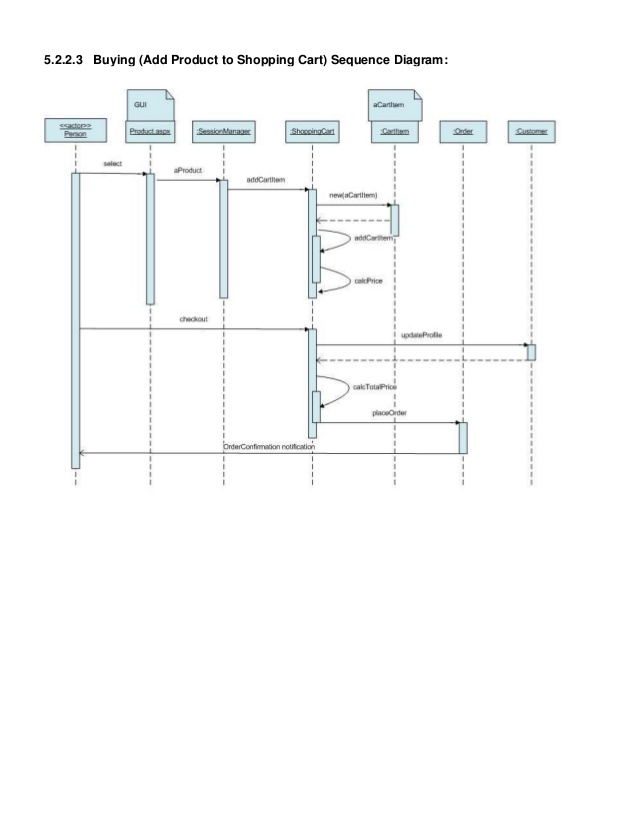 5.2.2.3 Buying (Add Product to Shopping Cart) Sequence Diagram:
GUI
aCartItem
<<actor>>
Person
Product.aspx
:SessionManager
:ShoppingCart
:CartItem
:Order
:Customer
select
aProduct
addCartItem
new(aCartItem)
addCartItem
calcPrice
checkout
updateProfile
calcTotalPrice
placeOrder
OrderConfirmation notification